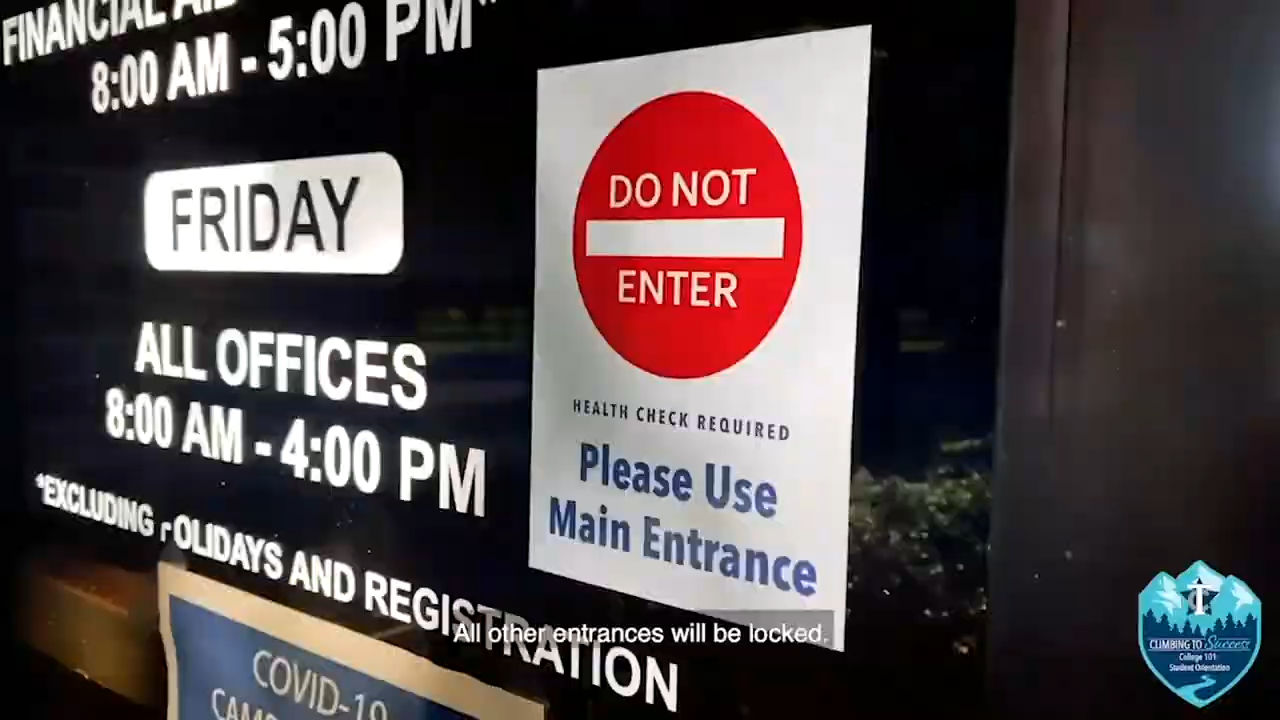 FINANCIAL AID
8:00 AM - 5:00 PM*
FRIDAY
ALL OFFICES
8:00 AM - 4:00 PM
*EXCLUDING HOLIDAYS AND REGISTRATION
COVID-19
DO NOT
ENTER
HEALTH CHECK REQUIRED
Please Use
Main Entrance
All other entrances will be locked.
CLIMBING TO Success
College 101
Student Orientation